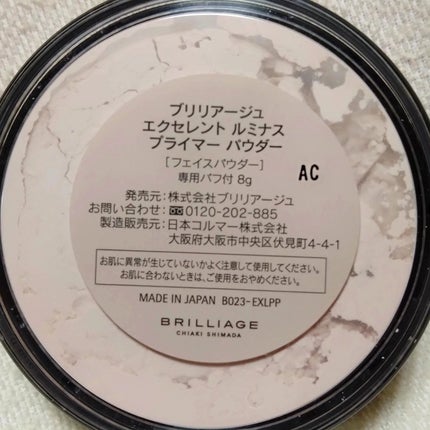 ブリリアージュ
エクセレント ルミナス
プライマー パウダー
[フェイスパウダー]
専用パフ付 8g
AC
発売元:株式会社ブリリアージュ
お問い合わせ:0120-202-885
製造販売元:日本コルマー株式会社
大阪府大阪市中央区伏見町4-4-1
お肌に異常が生じていないかよく注意して使用してください。
お肌に合わないときは、ご使用をおやめください。
MADE IN JAPAN B023-EXLPP
BRILLIAGE
CHIAKI SHIMADA